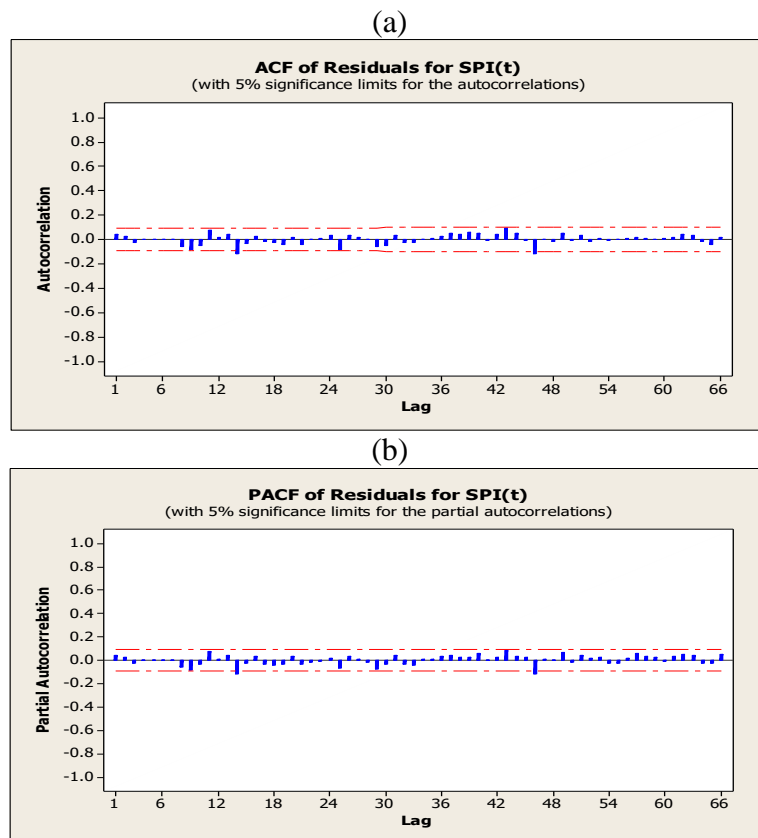 (a)
ACF of Residuals for SPI(t)
(with 5% significance limits for the autocorrelations)
1.0
0.8
0.6
0.4
0.2
0.0
-0.2
-0.4
-0.6
-0.8
-1.0
Autocorrelation
1 6 12 18 24 30 36 42 48 54 60 66
Lag
(b)
PACF of Residuals for SPI(t)
(with 5% significance limits for the partial autocorrelations)
1.0
0.8
0.6
0.4
0.2
0.0
-0.2
-0.4
-0.6
-0.8
-1.0
Partial Autocorrelation
1 6 12 18 24 30 36 42 48 54 60 66
Lag